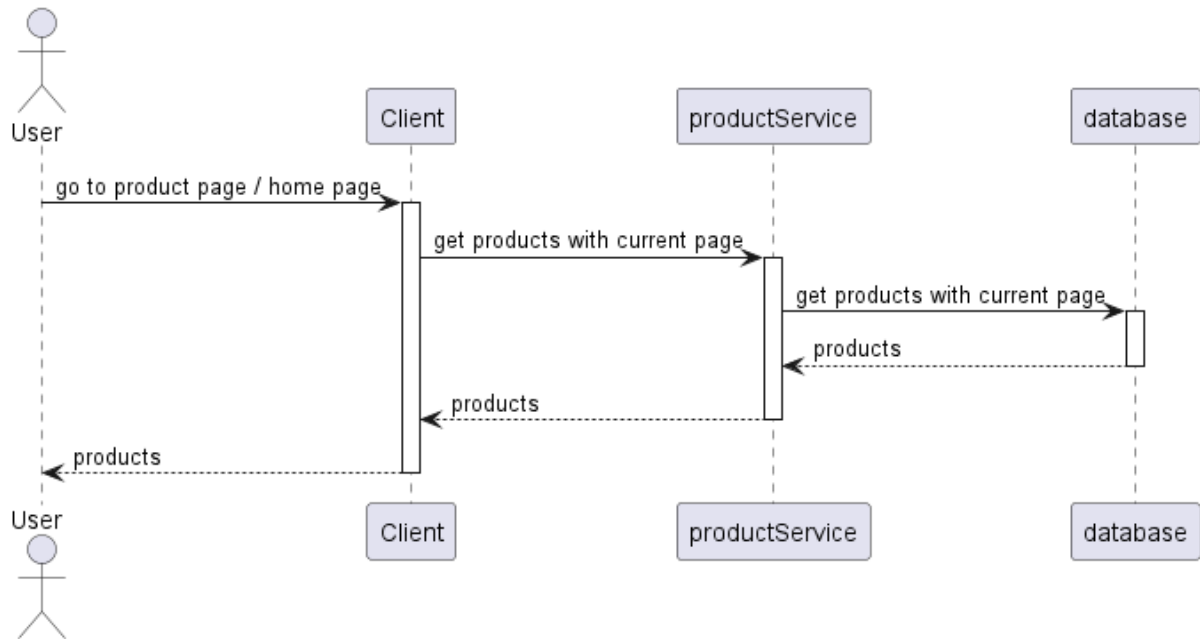 User
Client
productService
database
go to product page / home page
get products with current page
get products with current page
products
products
products
User
Client
productService
database